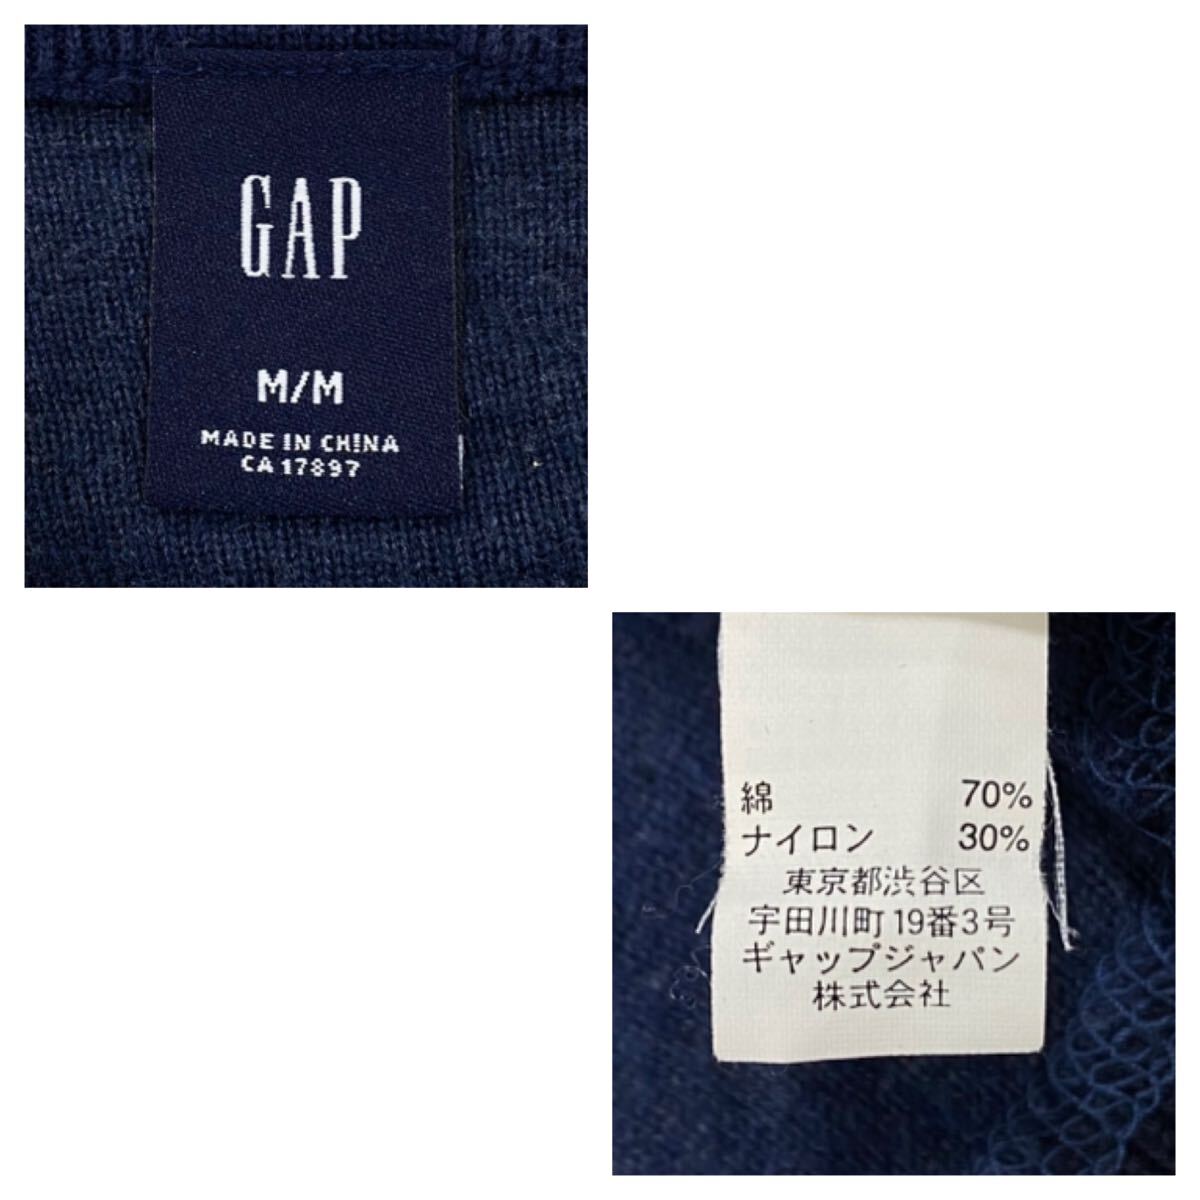 GAP
M/M
MADE IN CHINA
CA 17897
綿 70%
ナイロン 30%
東京都渋谷区
宇田川町19番3号
ギャップジャパン
株式会社